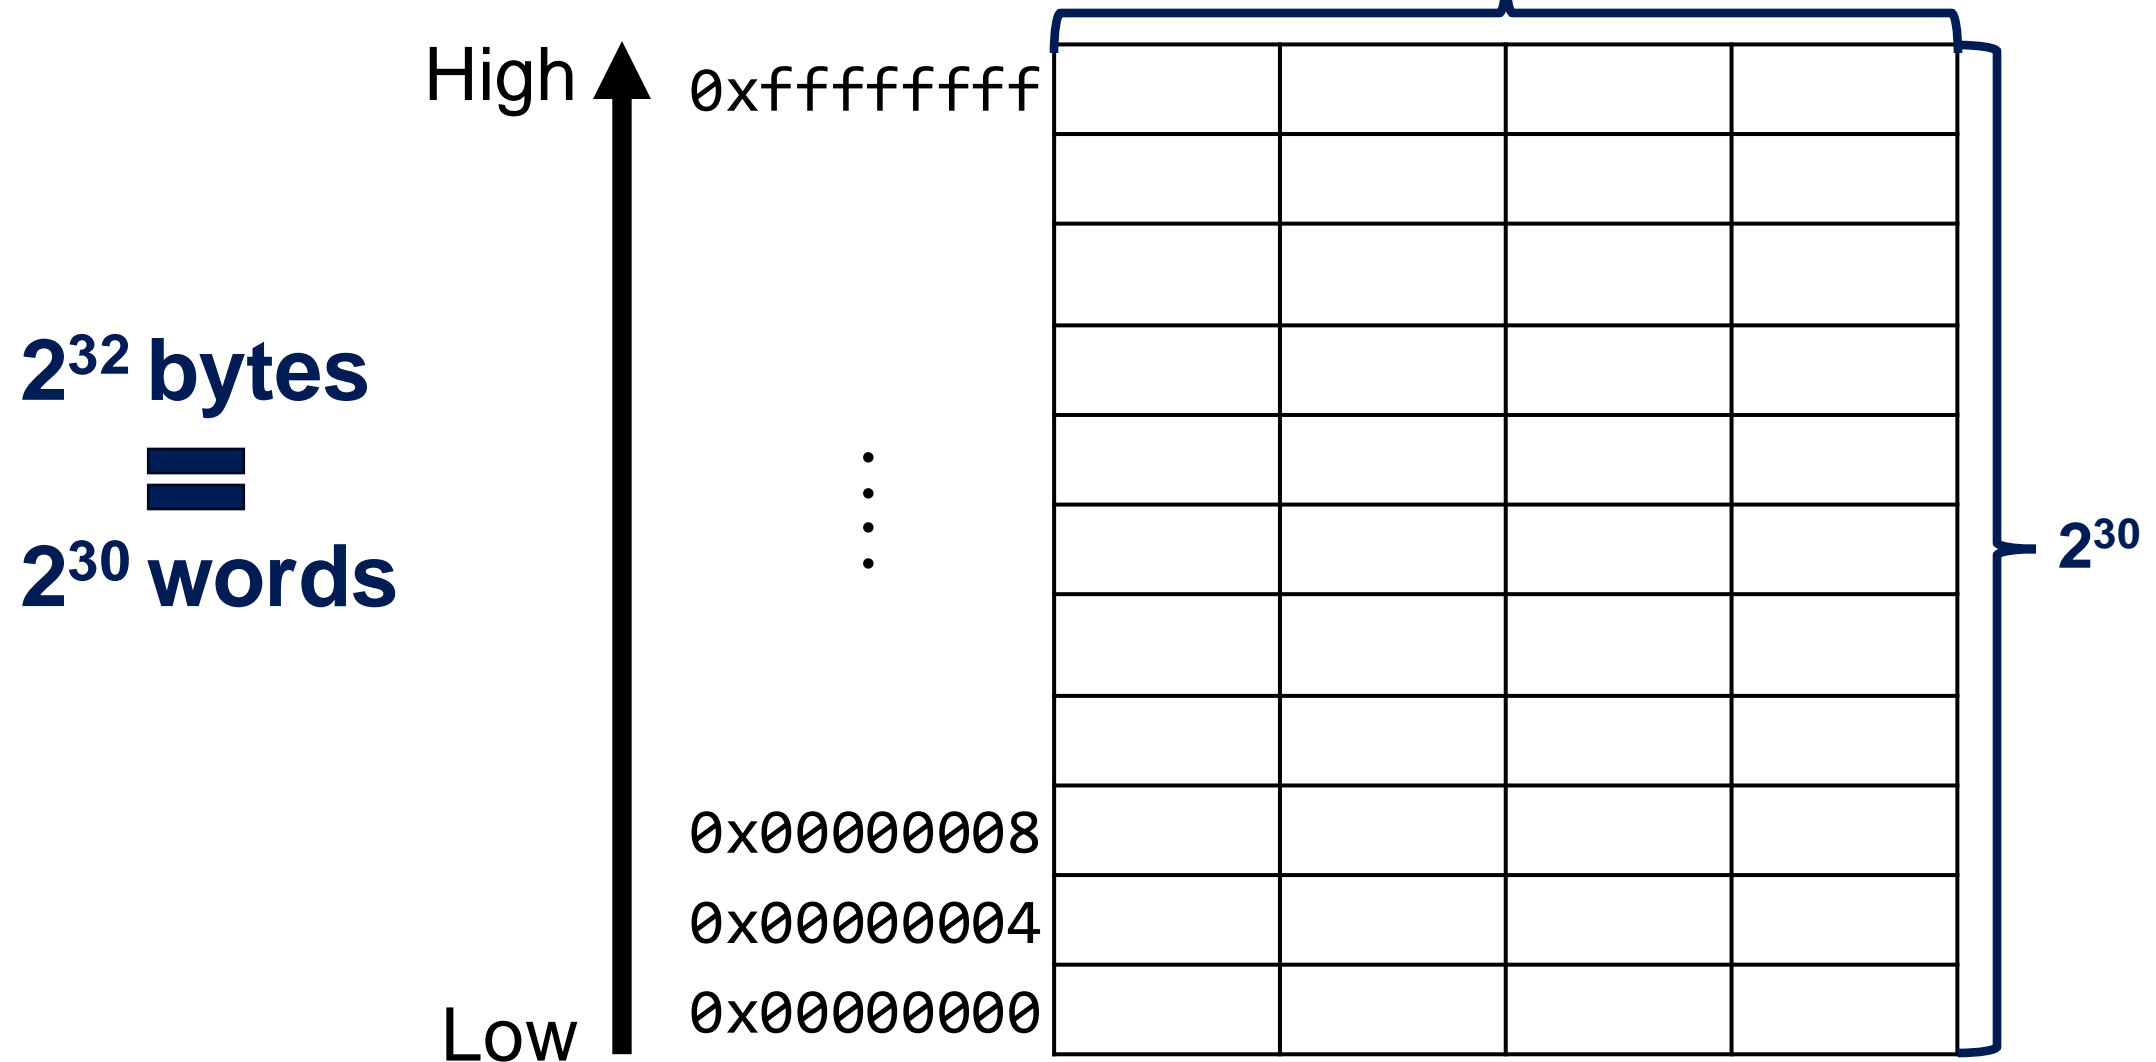 High
0xffffffff
2³² bytes
2³⁰ words
2³⁰
0x00000008
0x00000004
0x00000000
Low